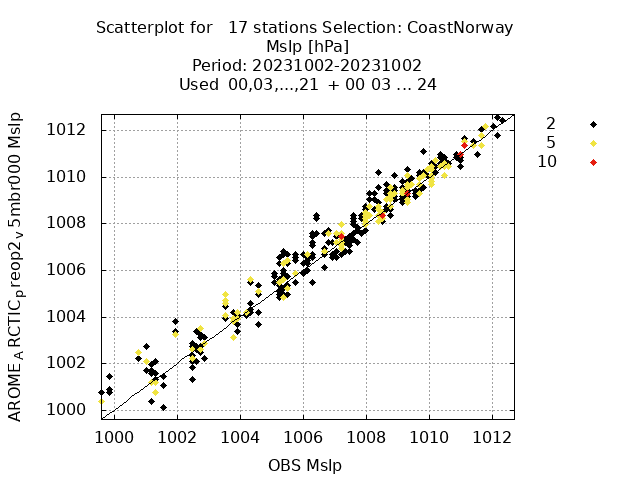 Scatterplot for   17 stations Selection: CoastNorway
Mslp [hPa]
Period: 20231002-20231002
Used  00,03,...,21  + 00 03 ... 24
2
5
10
AROME_ARCTIC_preop2_v 5mbr000 Mslp
1012
1010
1008
1006
1004
1002
1000
1000 1002 1004 1006 1008 1010 1012
OBS Mslp